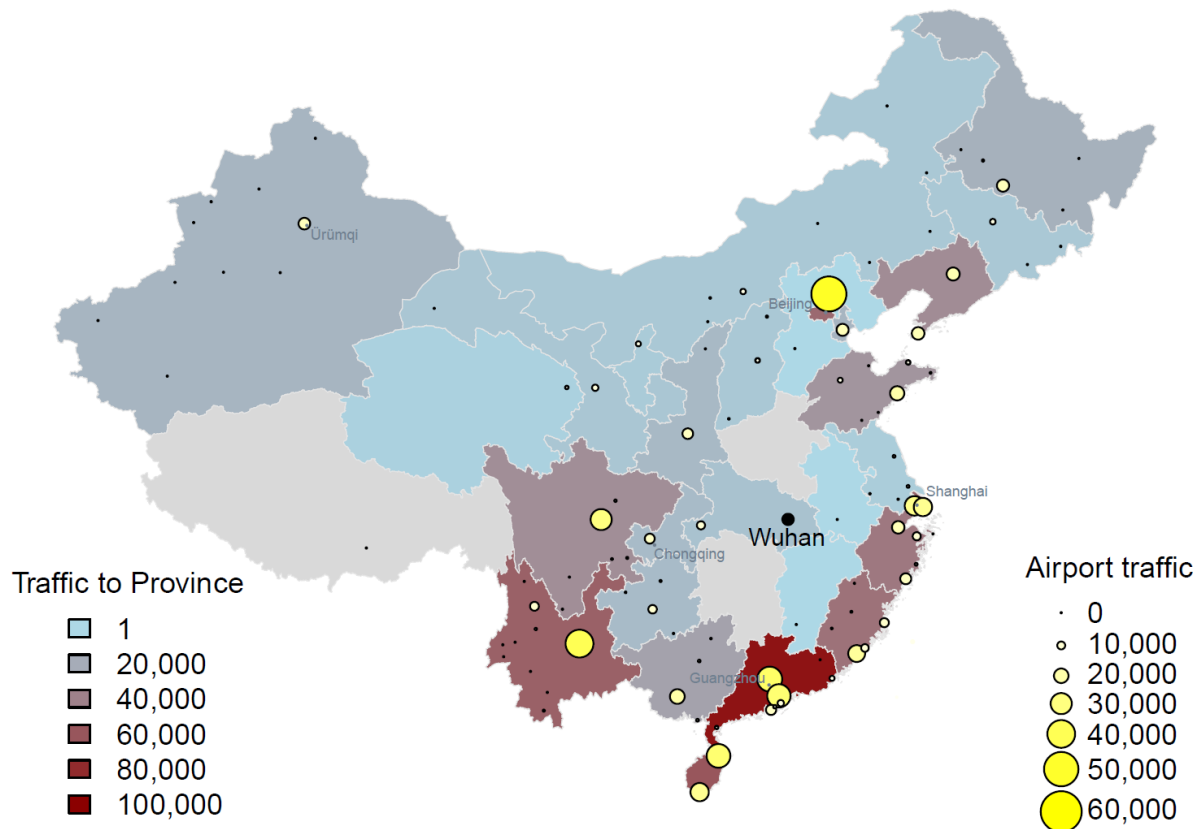 Ürümqi
Beijing
Shanghai
Wuhan
Chongqing
Guangzhou
Traffic to Province
1
20,000
40,000
60,000
80,000
100,000
Airport traffic
0
10,000
20,000
30,000
40,000
50,000
60,000